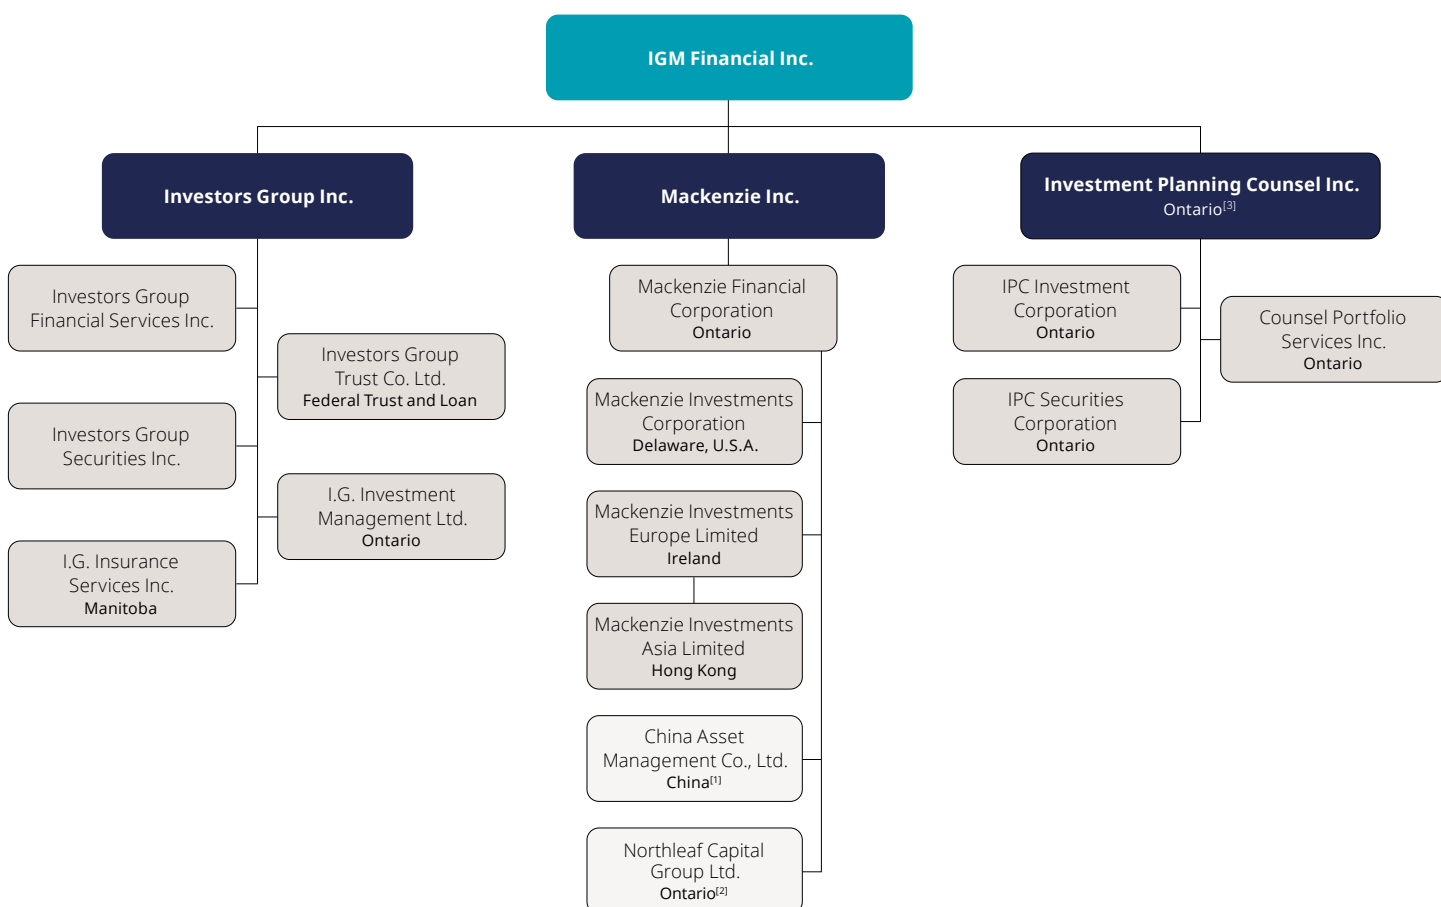 IGM Financial Inc.
Investors Group Inc.
Mackenzie Inc.
Investment Planning Counsel Inc.
Ontario[3]
Investors Group
Financial Services Inc.
Investors Group
Trust Co. Ltd.
Federal Trust and Loan
Investors Group
Securities Inc.
I.G. Investment
Management Ltd.
Ontario
I.G. Insurance
Services Inc.
Manitoba
Mackenzie Financial
Corporation
Ontario
Mackenzie Investments
Corporation
Delaware, U.S.A.
Mackenzie Investments
Europe Limited
Ireland
Mackenzie Investments
Asia Limited
Hong Kong
China Asset
Management Co., Ltd.
China[1]
Northleaf Capital
Group Ltd.
Ontario[2]
IPC Investment
Corporation
Ontario
Counsel Portfolio
Services Inc.
Ontario
IPC Securities
Corporation
Ontario